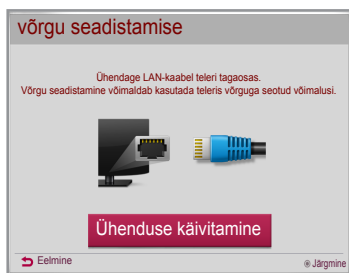 võrgu seadistamise
Ühendage LAN-kaabel teleri tagaosas.
Võrgu seadistamine võimaldab kasutada teleris võrguga seotud võimalusi.
Ühenduse käivitamine
Eelmine
Järgmine